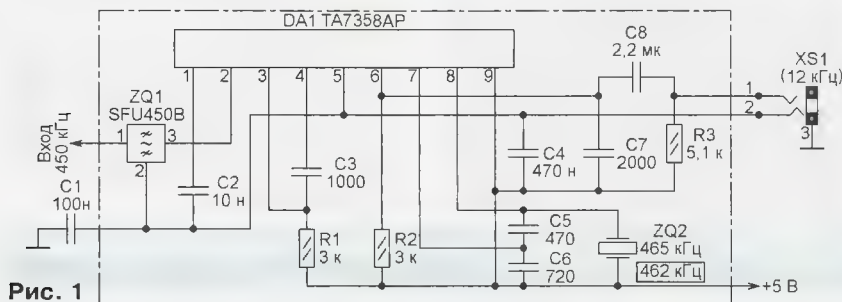 DA1 TA7358AP
1 2 3 4 5 6 7 8 9
C8
2,2 мк
XS1
(12 кГц)
ZQ1
SFU450B
1
3
2
Вход
450 кГц
C1
100н
C2
10 н
C3
1000
C4
470 н
C7
2000
R3
5,1 к
1
2
3
R1
3 к
R2
3 к
C5
470
C6
720
ZQ2
465 кГц
462 кГц
+5 В
Рис. 1